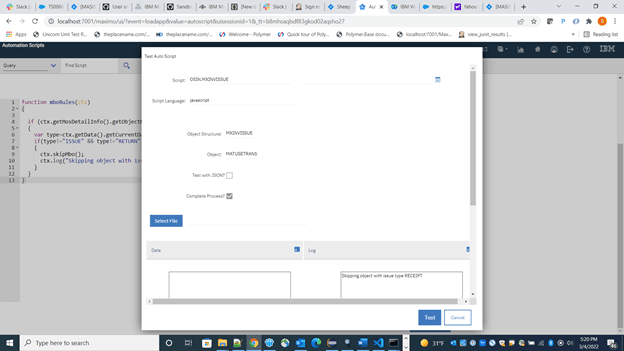 Slack
TS006
[MASI
User w
IBM M
Sandb
IBM M
[New
Slack
Sign in
Sheep
Aut
IBM W
https:
Yahoo
[MASI
localhost:7001/maximo/ui/?event=loadapp&value=autoscript&uisessionid=1&_tt=b8mhsaqbd8l3gkod02aqsho27
Apps
Unicorn Unit Test R...
theplacename.com/...
theplacename.com/...
Welcome - Polymer
Quick tour of Poly...
Polymer.Base docu...
localhost:7001/Max...
view_junit_results [...
Reading list
Automation Scripts
IBM
Query
Find Script
1 function mboRules(ctx)
2 {
3
4 if (ctx.getMosDetailInfo().getObject
5 {
6 var type=ctx.getData().getCurrentDa
7 if(type!="ISSUE" && type!="RETURN"
8 {
9 ctx.skipMbo();
10 ctx.log("Skipping object with iss
11 }
12 }
13 }
Test Auto Script
Script: OSIN.MXINVISSUE
Script Language: javascript
Object Structure: MXINVISSUE
Object: MATUSETRANS
Test with JSON?
Complete Process?
Select File
Data
Log
Skipping object with issue type RECEIPT
Test
Cancel
Type here to search
31°F
5:20 PM
3/4/2022